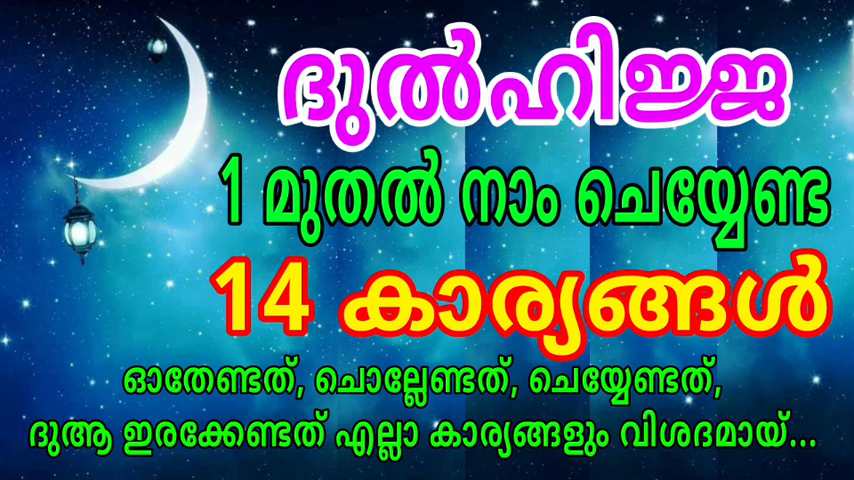 ദുൽഹിജ്ജ
1 മുതൽ നാം ചെയ്യേണ്ട
14 കാര്യങ്ങൾ
ഓതേണ്ടത്, ചൊല്ലേണ്ടത്, ചെയ്യേണ്ടത്,
ദുആ ഇരക്കേണ്ടത് എല്ലാ കാര്യങ്ങളും വിശദമായ്...